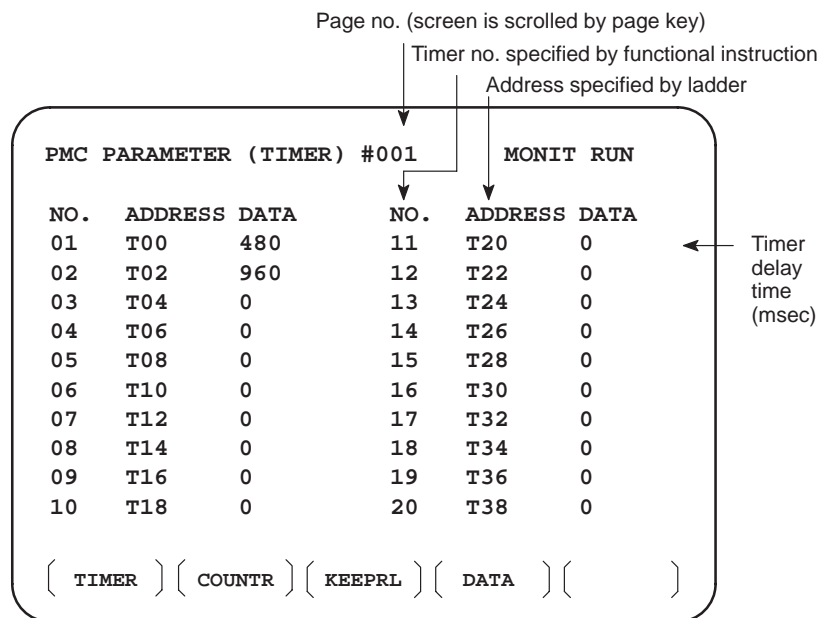 Page no. (screen is scrolled by page key)
Timer no. specified by functional instruction
Address specified by ladder
PMC PARAMETER (TIMER) #001 MONIT RUN
NO. ADDRESS DATA NO. ADDRESS DATA
01 T00 480 11 T20 0
02 T02 960 12 T22 0
03 T04 0 13 T24 0
04 T06 0 14 T26 0
05 T08 0 15 T28 0
06 T10 0 16 T30 0
07 T12 0 17 T32 0
08 T14 0 18 T34 0
09 T16 0 19 T36 0
10 T18 0 20 T38 0
Timer
delay
time
(msec)
TIMER COUNTR KEEPRL DATA